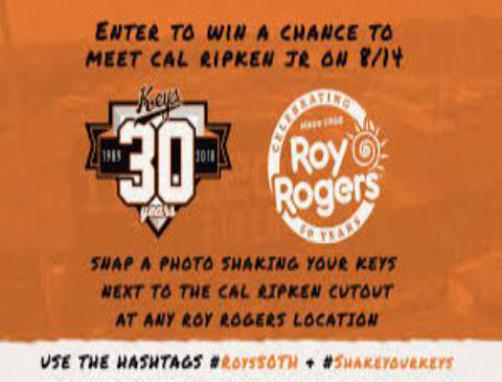 ENTER TO WIN A CHANCE TO
MEET CAL RIPKEN JR ON 8/14
Keys
1989 30 2018
years
CELEBRATING
since 1968
Roy
Rogers
50 YEARS
SNAP A PHOTO SHAKING YOUR KEYS
NEXT TO THE CAL RIPKEN CUTOUT
AT ANY ROY ROGERS LOCATION
USE THE HASHTAGS #ROYS50TH + #SHAKEYOURKEYS